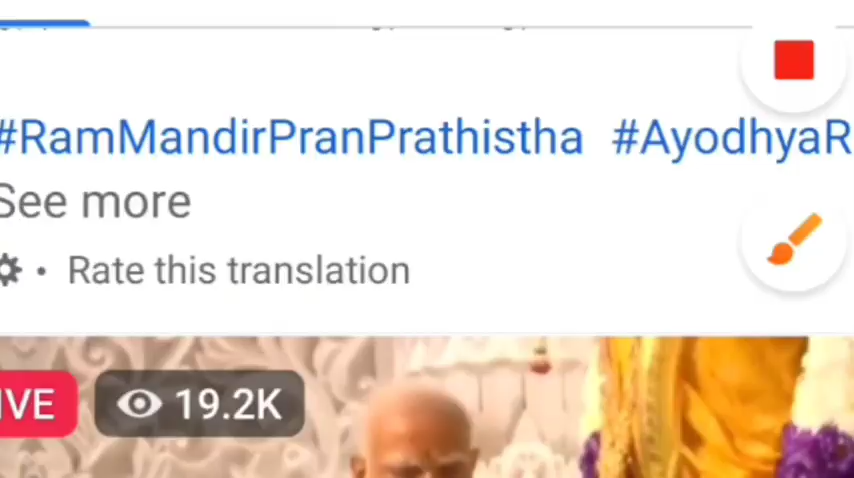 #RamMandirPranPrathistha #AyodhyaR
See more
• Rate this translation
IVE 19.2K